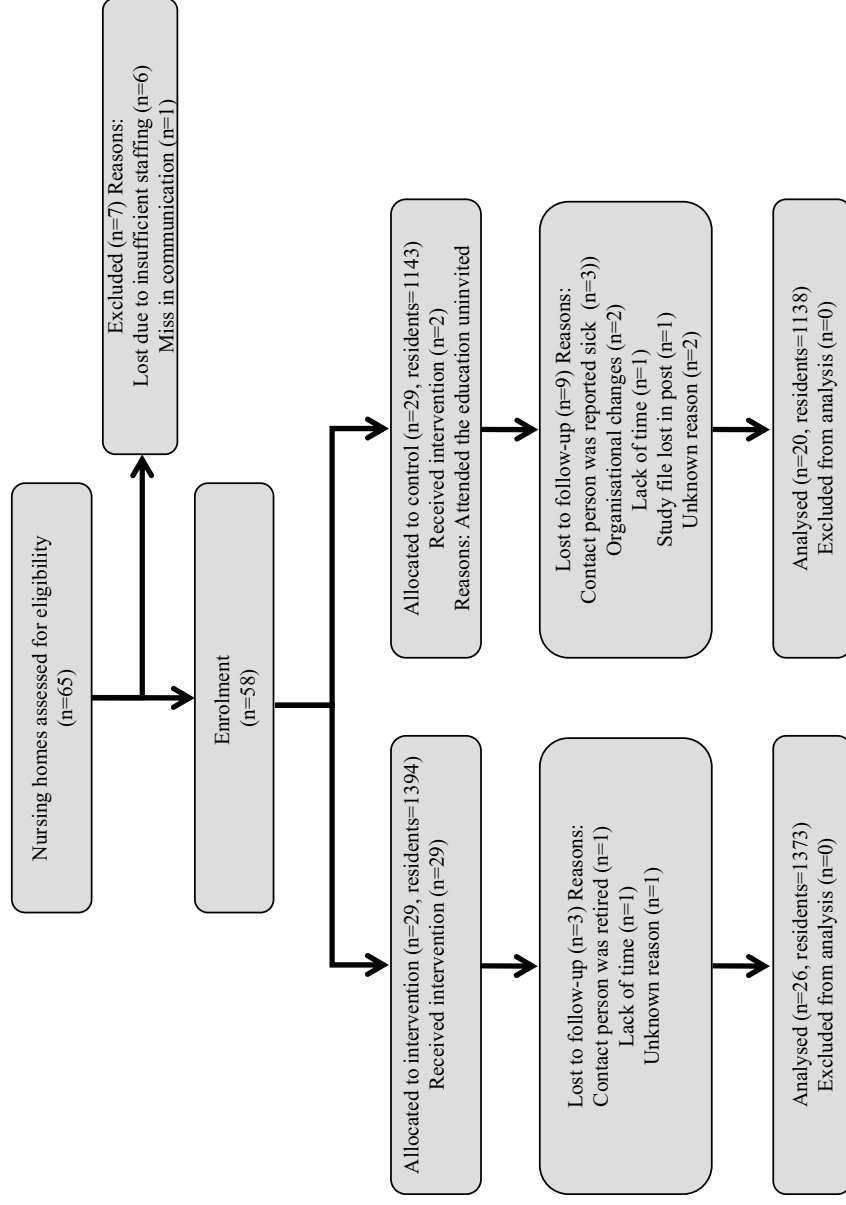 Nursing homes assessed for eligibility
(n=65)
Excluded (n=7) Reasons:
Lost due to insufficient staffing (n=6)
Miss in communication (n=1)
Enrolment
(n=58)
Allocated to intervention (n=29, residents=1394)
Received intervention (n=29)
Allocated to control (n=29, residents=1143)
Received intervention (n=2)
Reasons: Attended the education uninvited
Lost to follow-up (n=3) Reasons:
Contact person was retired (n=1)
Lack of time (n=1)
Unknown reason (n=1)
Lost to follow-up (n=9) Reasons:
Contact person was reported sick (n=3))
Organisational changes (n=2)
Lack of time (n=1)
Study file lost in post (n=1)
Unknown reason (n=2)
Analysed (n=26, residents=1373)
Excluded from analysis (n=0)
Analysed (n=20, residents=1138)
Excluded from analysis (n=0)